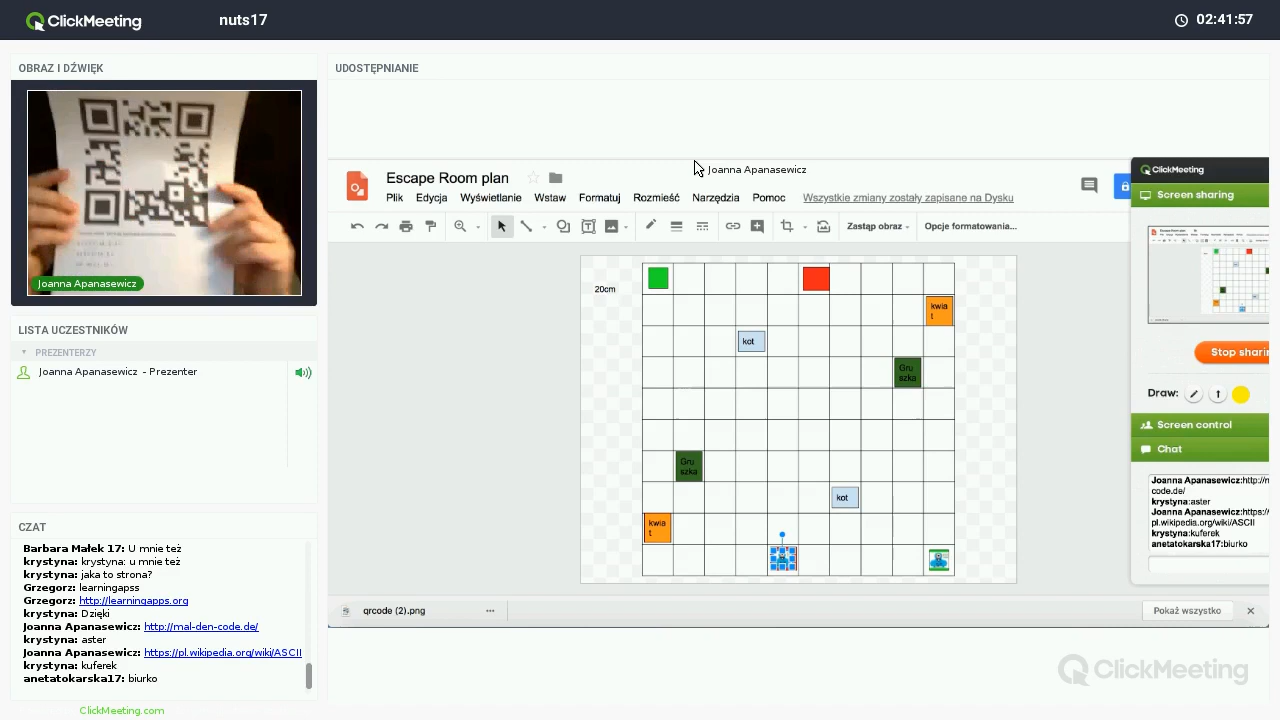 ClickMeeting
nuts17
02:41:57
OBRAZ I DŹWIĘK
Joanna Apanasewicz
LISTA UCZESTNIKÓW
PREZENTERZY
Joanna Apanasewicz - Prezenter
CZAT
Barbara Małek 17: U mnie też
krystyna: krystyna: u mnie też
krystyna: jaka to strona?
Grzegorz: learningapss
Grzegorz: http://learningapps.org
krystyna: Dzięki
Joanna Apanasewicz: http://mal-den-code.de/
krystyna: aster
Joanna Apanasewicz: https://pl.wikipedia.org/wiki/ASCII
krystyna: kuferek
anetatokarska17: biurko
ClickMeeting.com
UDOSTĘPNIANIE
Joanna Apanasewicz
Escape Room plan
Plik Edycja Wyświetlanie Wstaw Formatuj Rozmieść Narzędzia Pomoc Wszystkie zmiany zostały zapisane na Dysku
Zastąp obraz Opcje formatowania...
20cm
kwia
t
kot
Gru
szka
Gru
szka
kot
kwia
t
qrcode (2).png
Pokaż wszystko
ClickMeeting
Screen sharing
Stop sharin
Draw:
Screen control
Chat
Joanna Apanasewicz:http://m
code.de/
krystyna:aster
Joanna Apanasewicz:https:/
pl.wikipedia.org/wiki/ASCII
krystyna:kuferek
anetatokarska17:biurko
ClickMeeting